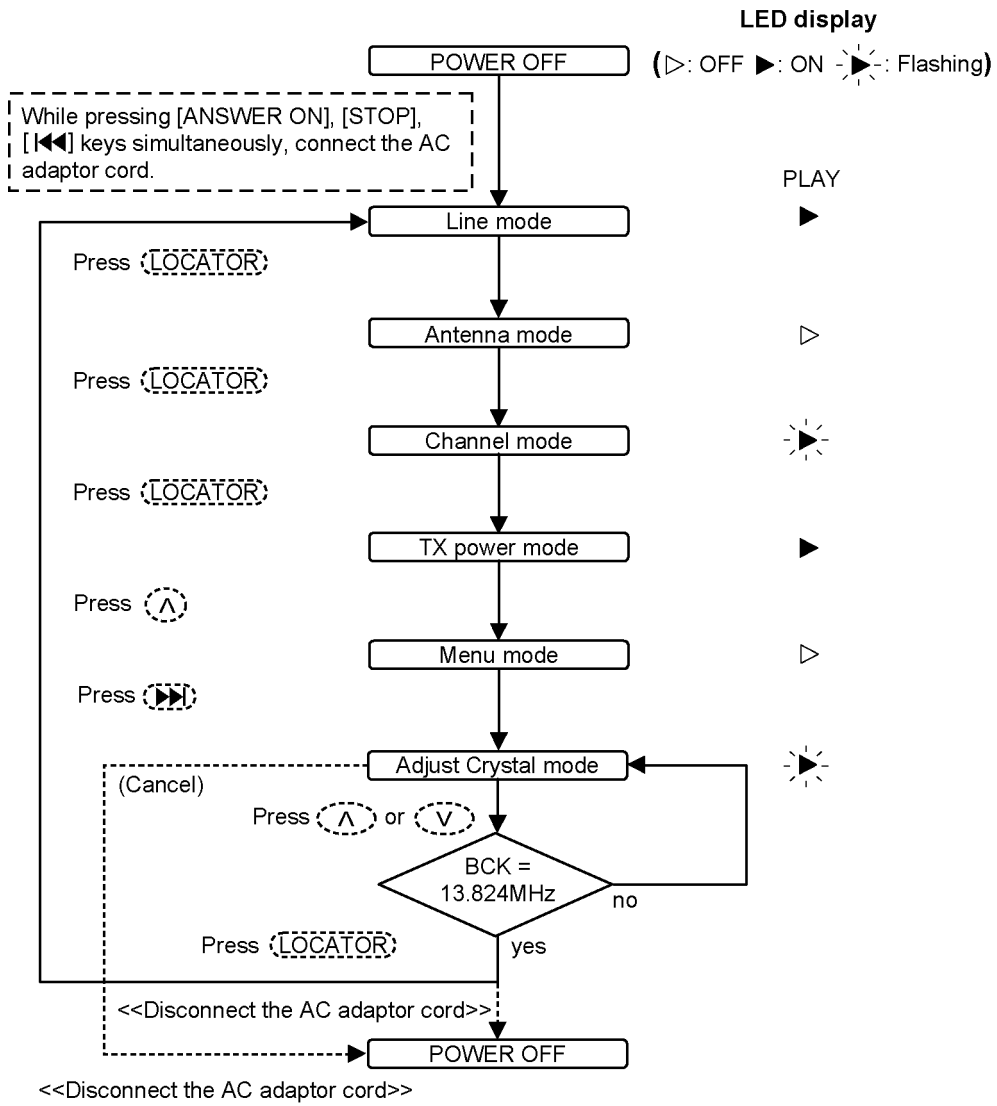 LED display
POWER OFF
(▷: OFF ▶: ON ▶: Flashing)
While pressing [ANSWER ON], [STOP],
[I◀◀] keys simultaneously, connect the AC
adaptor cord.
PLAY
Line mode
Press LOCATOR
Antenna mode
Press LOCATOR
Channel mode
Press LOCATOR
TX power mode
Press ∧
Menu mode
Press ▶▶I
Adjust Crystal mode
(Cancel)
Press ∧ or ∨
BCK =
13.824MHz
no
Press LOCATOR
yes
<<Disconnect the AC adaptor cord>>
POWER OFF
<<Disconnect the AC adaptor cord>>